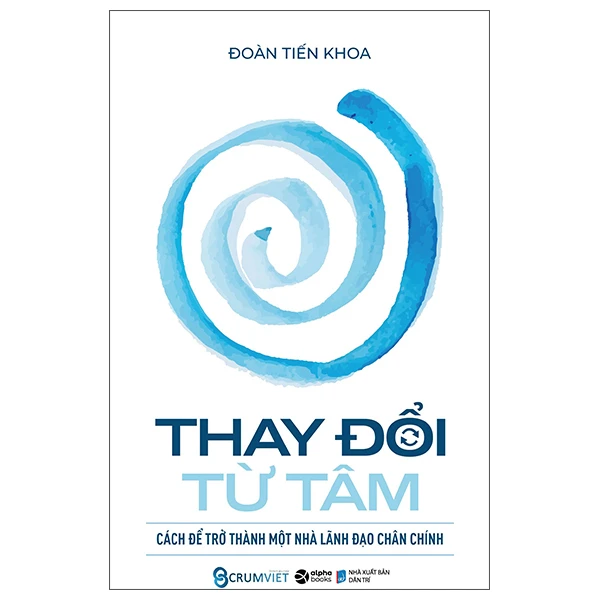 ĐOÀN TIẾN KHOA
THAY ĐỔI
TỪ TÂM
CÁCH ĐỂ TRỞ THÀNH MỘT NHÀ LÃNH ĐẠO CHÂN CHÍNH
SCRUMVIET
alpha books
NHÀ XUẤT BẢN
DÂN TRÍ